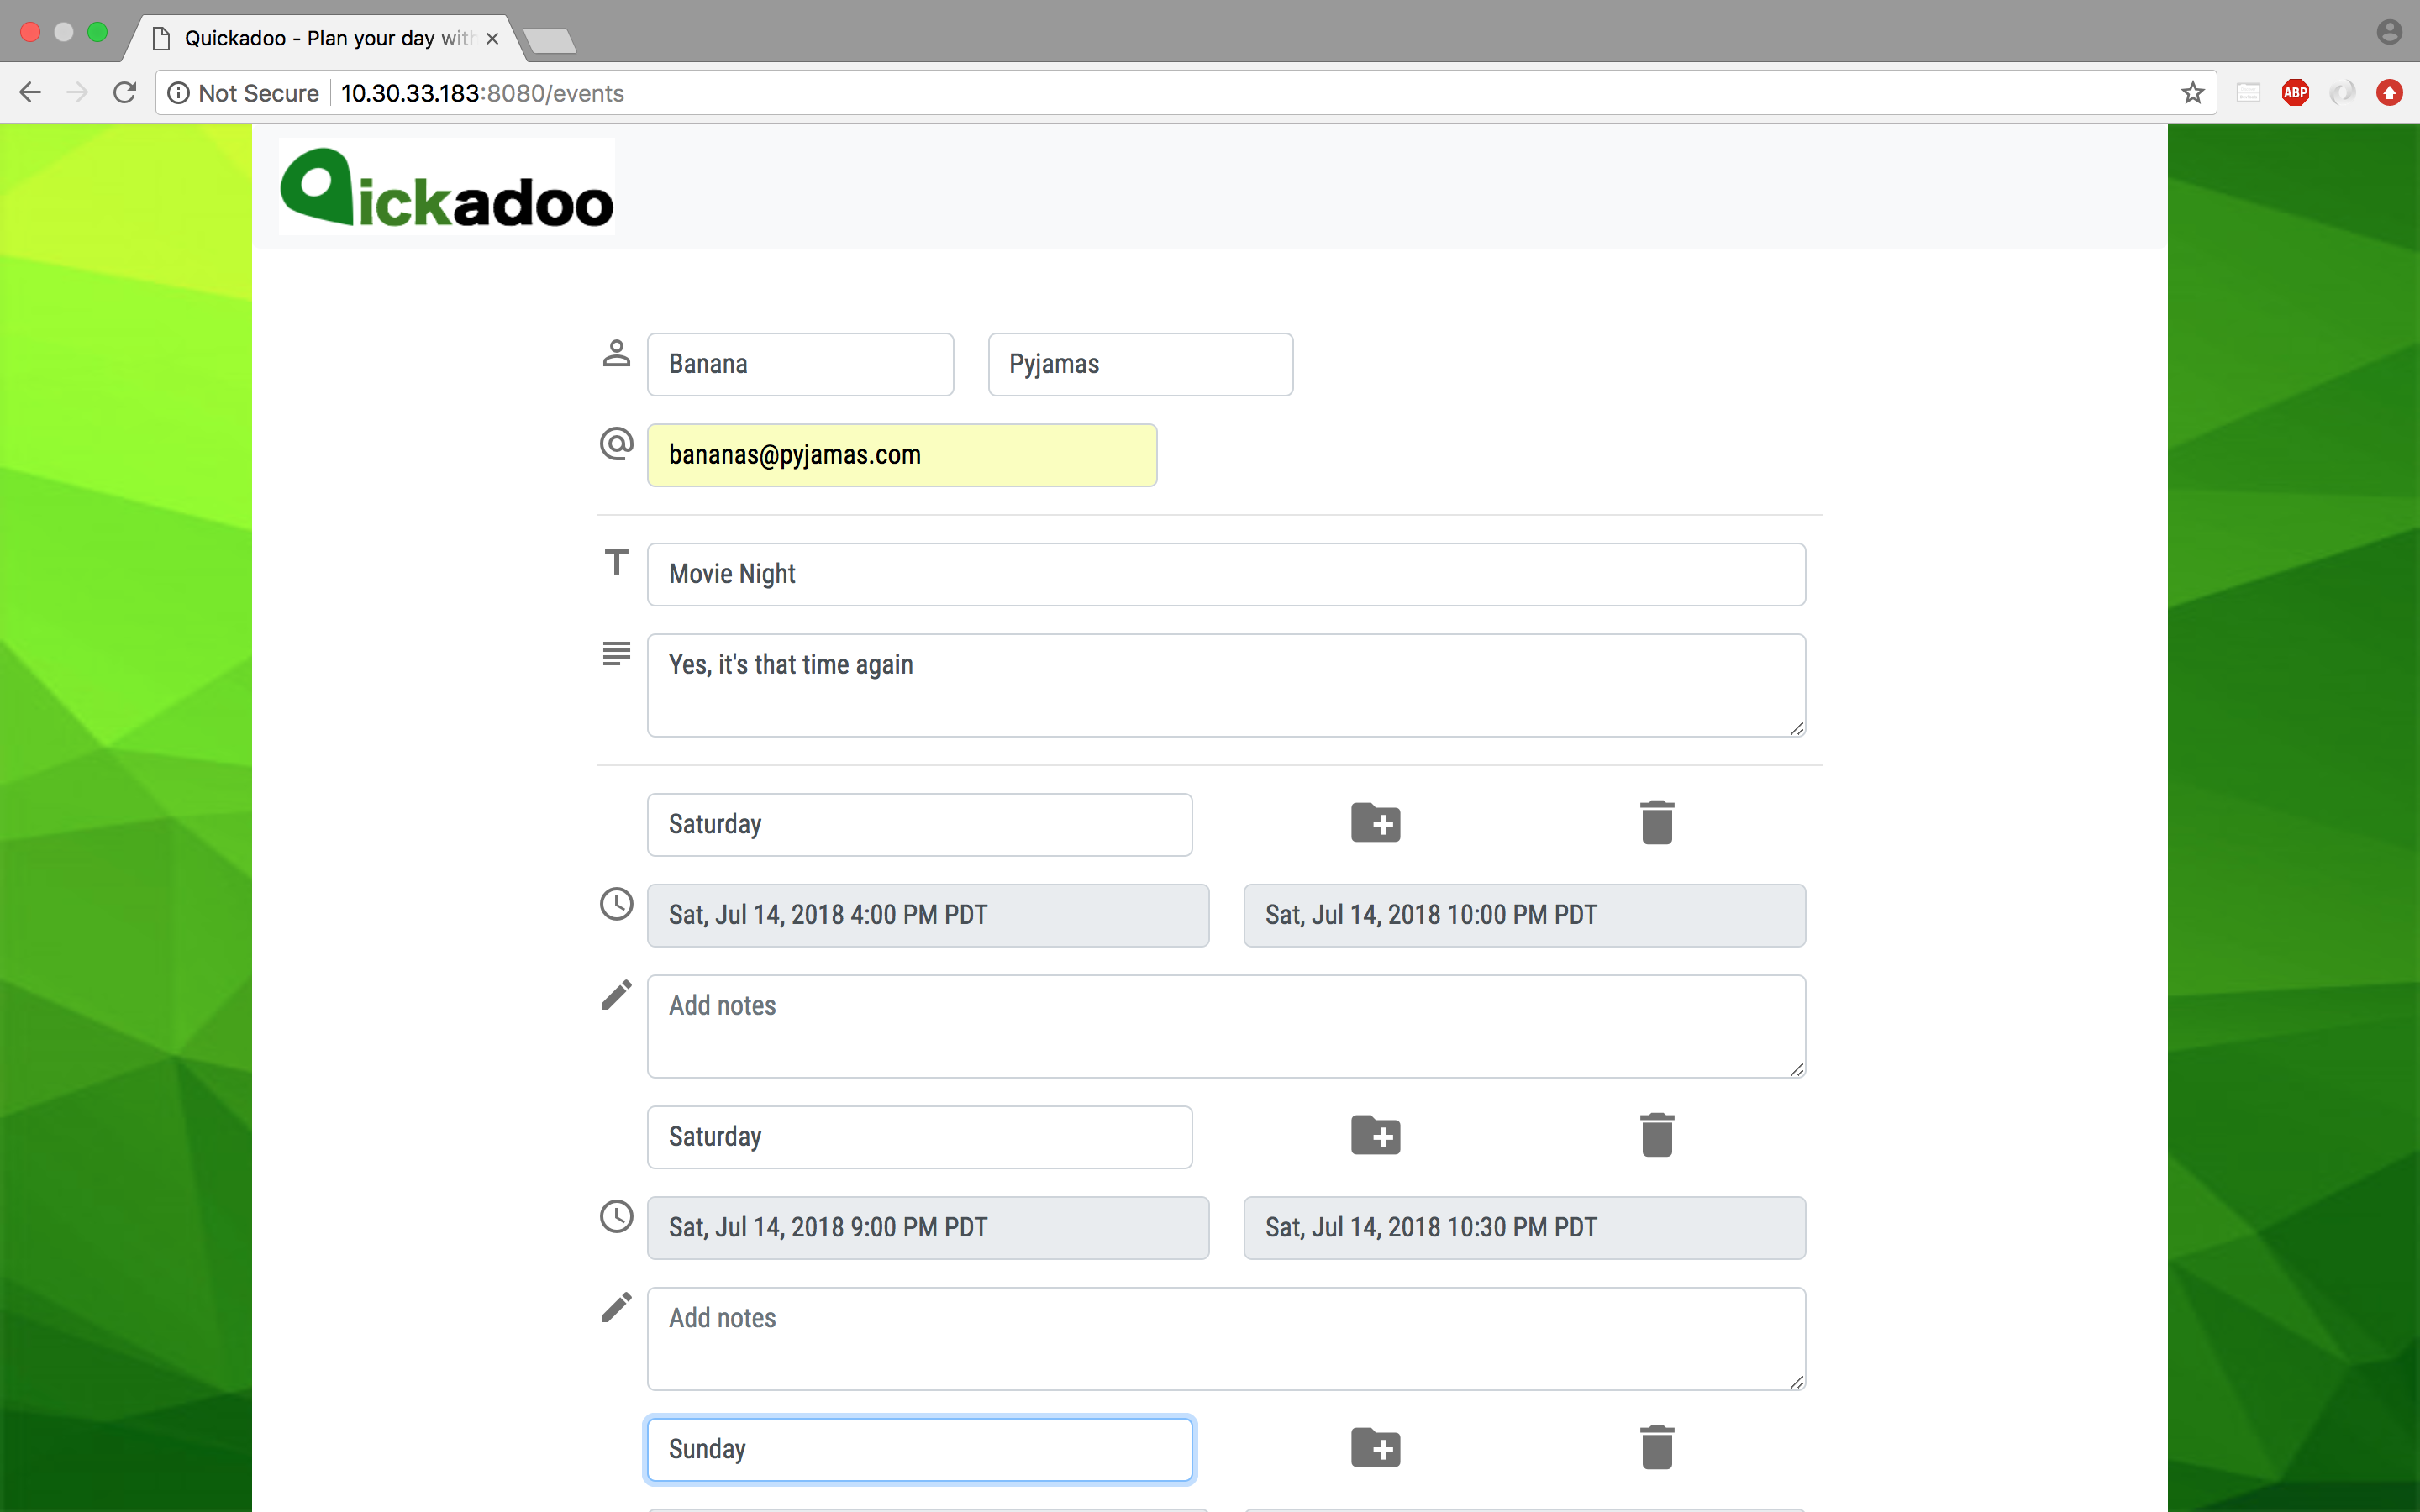 Quickadoo - Plan your day with
Not Secure 10.30.33.183:8080/events
ABP
Qickadoo
Banana Pyjamas
bananas@pyjamas.com
Movie Night
Yes, it's that time again
Saturday
Sat, Jul 14, 2018 4:00 PM PDT Sat, Jul 14, 2018 10:00 PM PDT
Add notes
Saturday
Sat, Jul 14, 2018 9:00 PM PDT Sat, Jul 14, 2018 10:30 PM PDT
Add notes
Sunday